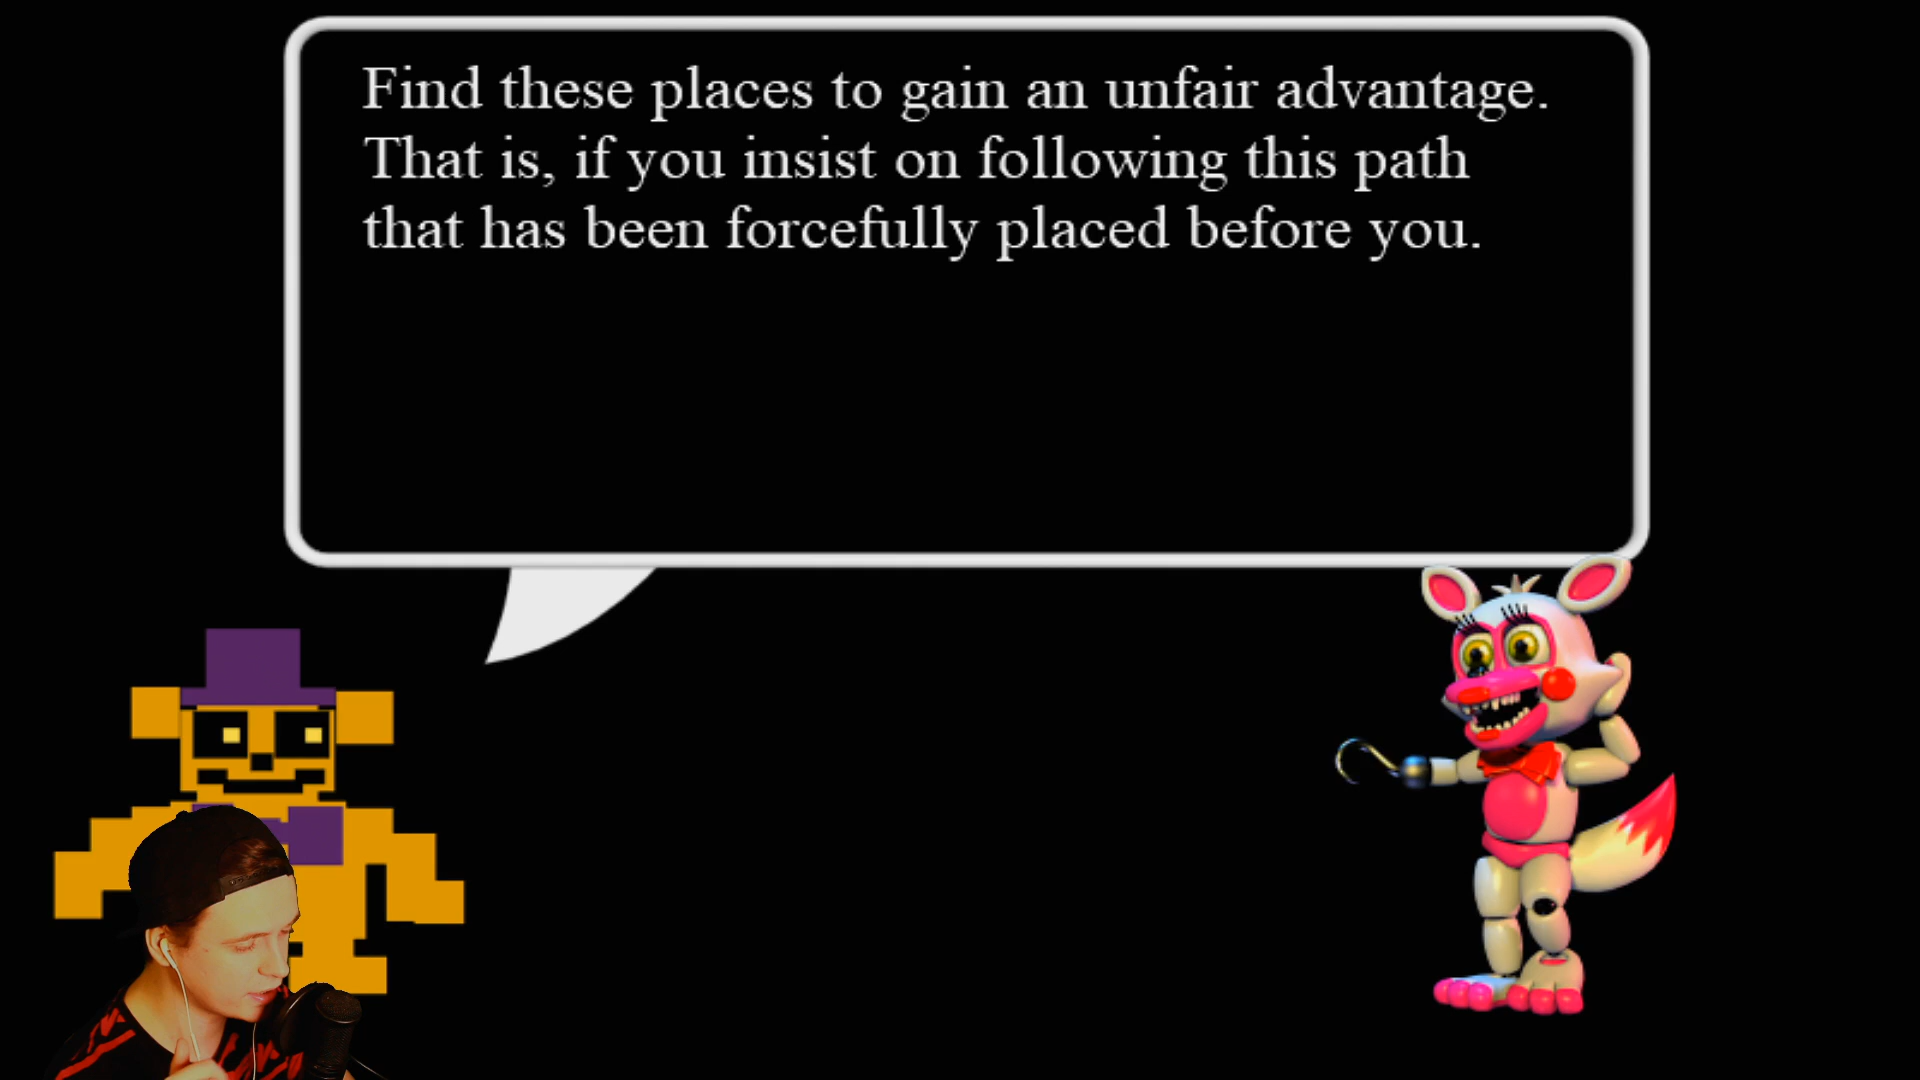 Find these places to gain an unfair advantage.
That is, if you insist on following this path
that has been forcefully placed before you.